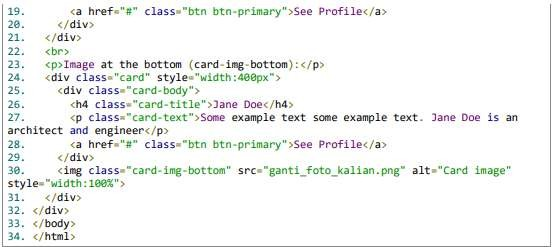 19.       <a href="#" class="btn btn-primary">See Profile</a>
20.     </div>
21.   </div>
22.   <br>
23.   <p>Image at the bottom (card-img-bottom):</p>
24.   <div class="card" style="width:400px">
25.     <div class="card-body">
26.       <h4 class="card-title">Jane Doe</h4>
27.       <p class="card-text">Some example text some example text. Jane Doe is an
architect and engineer</p>
28.       <a href="#" class="btn btn-primary">See Profile</a>
29.     </div>
30.     <img class="card-img-bottom" src="ganti_foto_kalian.png" alt="Card image"
style="width:100%">
31.   </div>
32. </div>
33. </body>
34. </html>